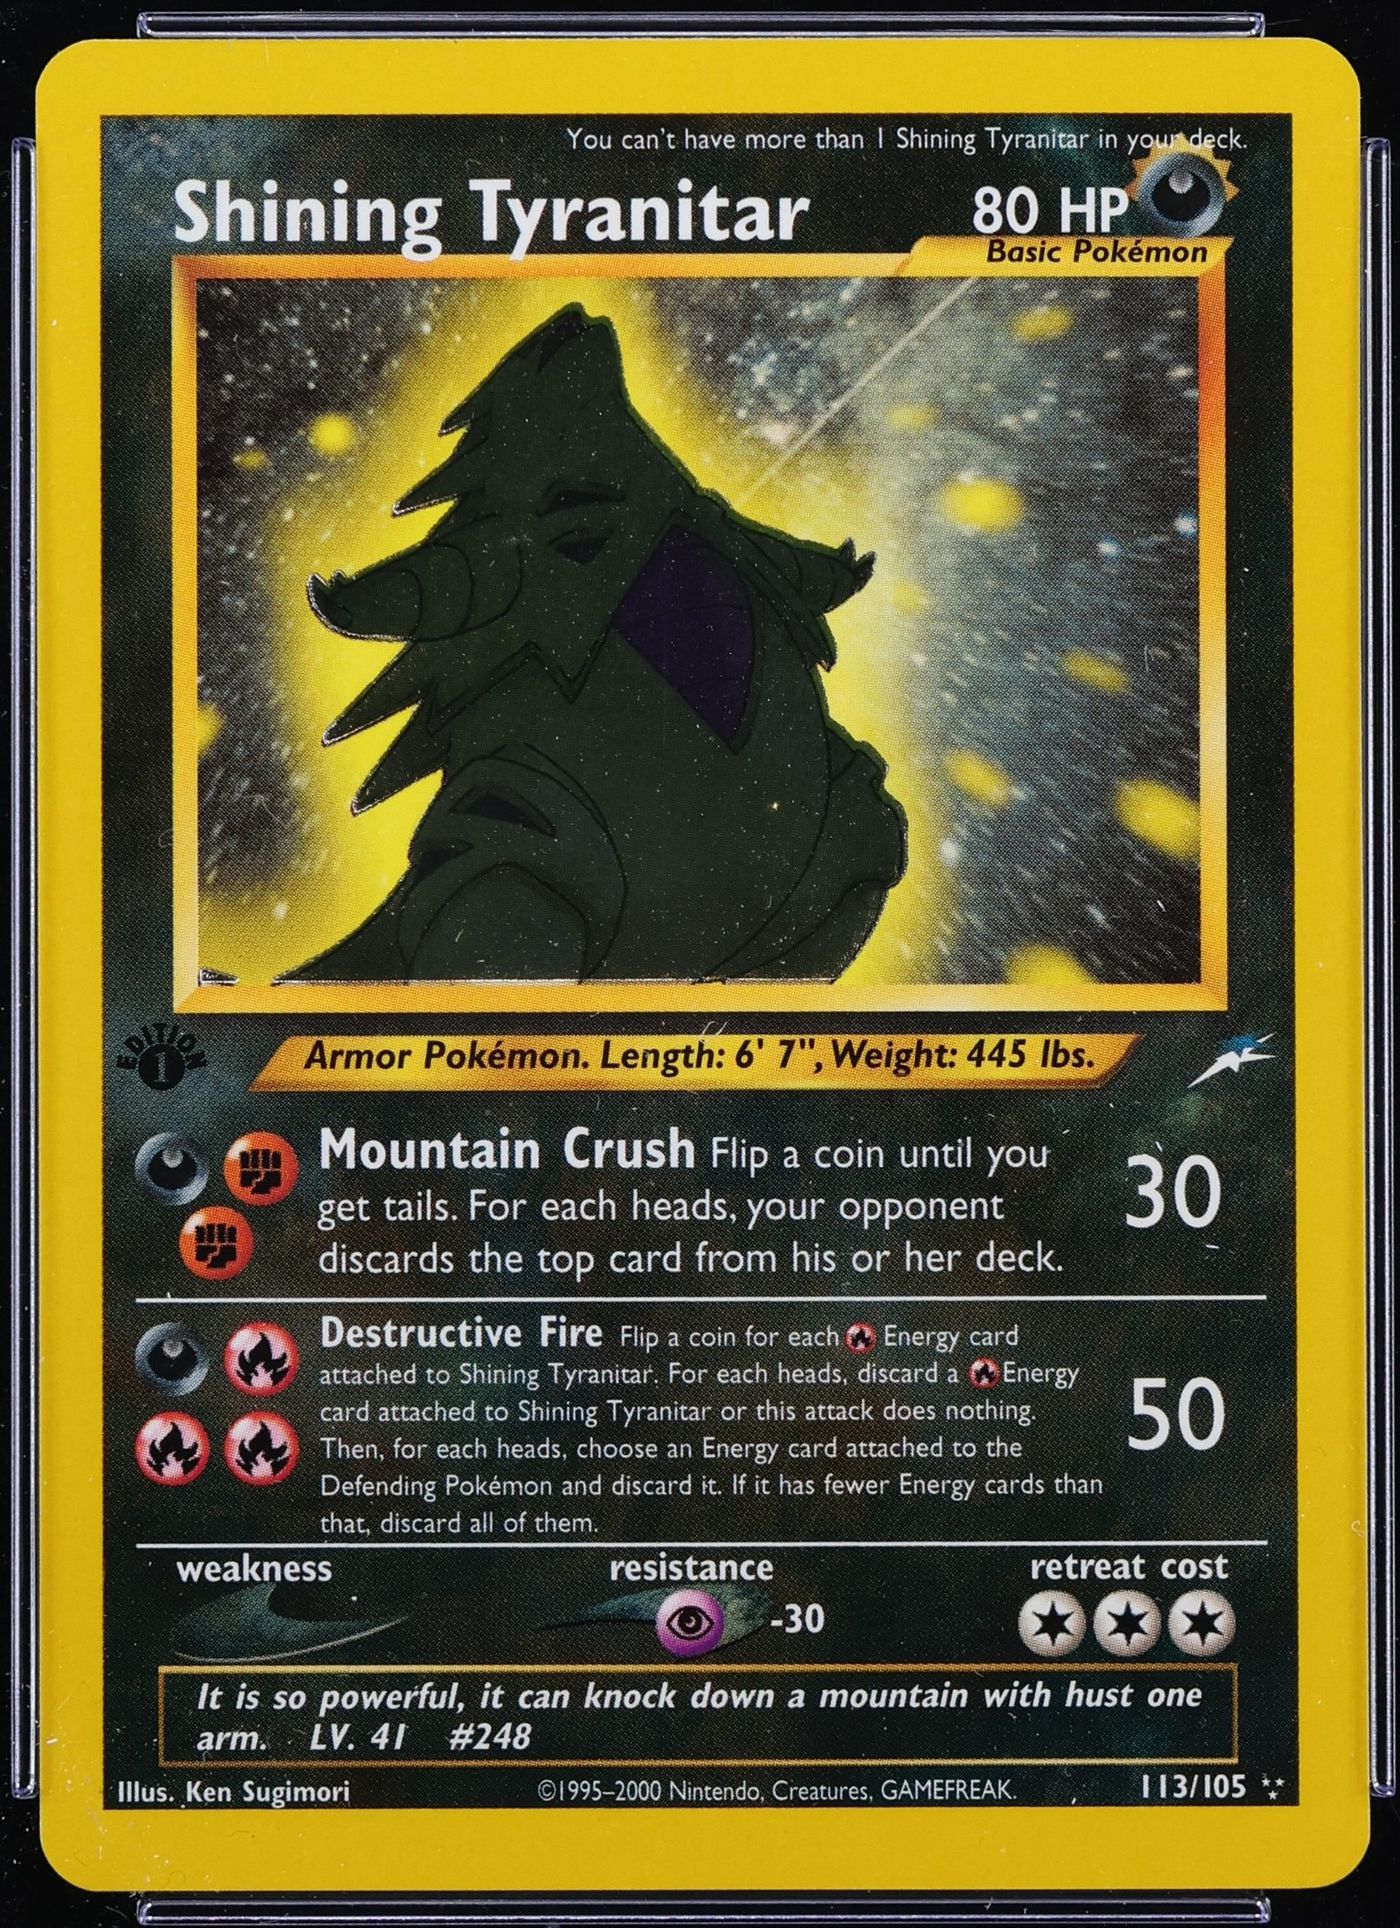 You can't have more than 1 Shining Tyranitar in your deck.
Shining Tyranitar 80 HP
Basic Pokémon
EDITION
1
Armor Pokémon. Length: 6' 7", Weight: 445 lbs.
Mountain Crush Flip a coin until you
get tails. For each heads, your opponent
discards the top card from his or her deck.
30
Destructive Fire Flip a coin for each Energy card
attached to Shining Tyranitar. For each heads, discard a Energy
card attached to Shining Tyranitar or this attack does nothing.
Then, for each heads, choose an Energy card attached to the
Defending Pokémon and discard it. If it has fewer Energy cards than
that, discard all of them.
50
weakness resistance retreat cost
-30
It is so powerful, it can knock down a mountain with hust one
arm. LV. 41 #248
Illus. Ken Sugimori ©1995–2000 Nintendo, Creatures, GAMEFREAK. 113/105